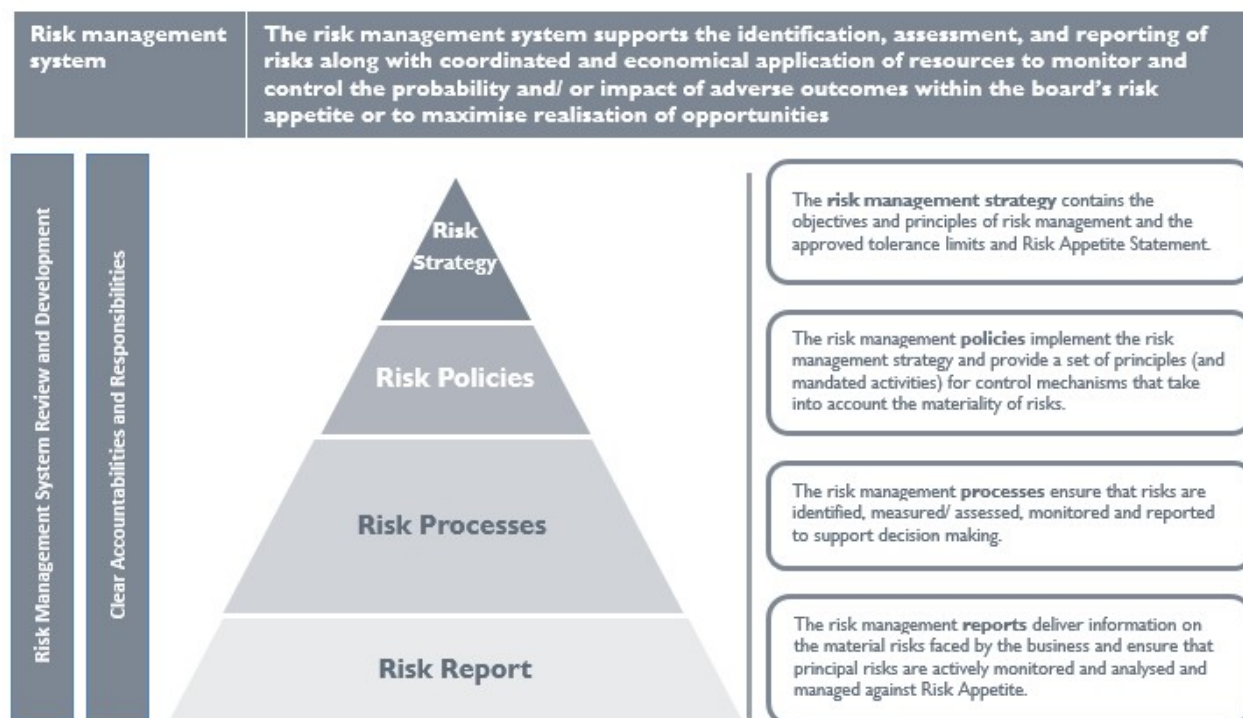 Risk management
system
The risk management system supports the identification, assessment, and reporting of
risks along with coordinated and economical application of resources to monitor and
control the probability and/ or impact of adverse outcomes within the board's risk
appetite or to maximise realisation of opportunities
Risk Management System Review and Development
Clear Accountabilities and Responsibilities
Risk
Strategy
Risk Policies
Risk Processes
Risk Report
The risk management strategy contains the
objectives and principles of risk management and the
approved tolerance limits and Risk Appetite Statement.
The risk management policies implement the risk
management strategy and provide a set of principles (and
mandated activities) for control mechanisms that take
into account the materiality of risks.
The risk management processes ensure that risks are
identified, measured/ assessed, monitored and reported
to support decision making.
The risk management reports deliver information on
the material risks faced by the business and ensure that
principal risks are actively monitored and analysed and
managed against Risk Appetite.